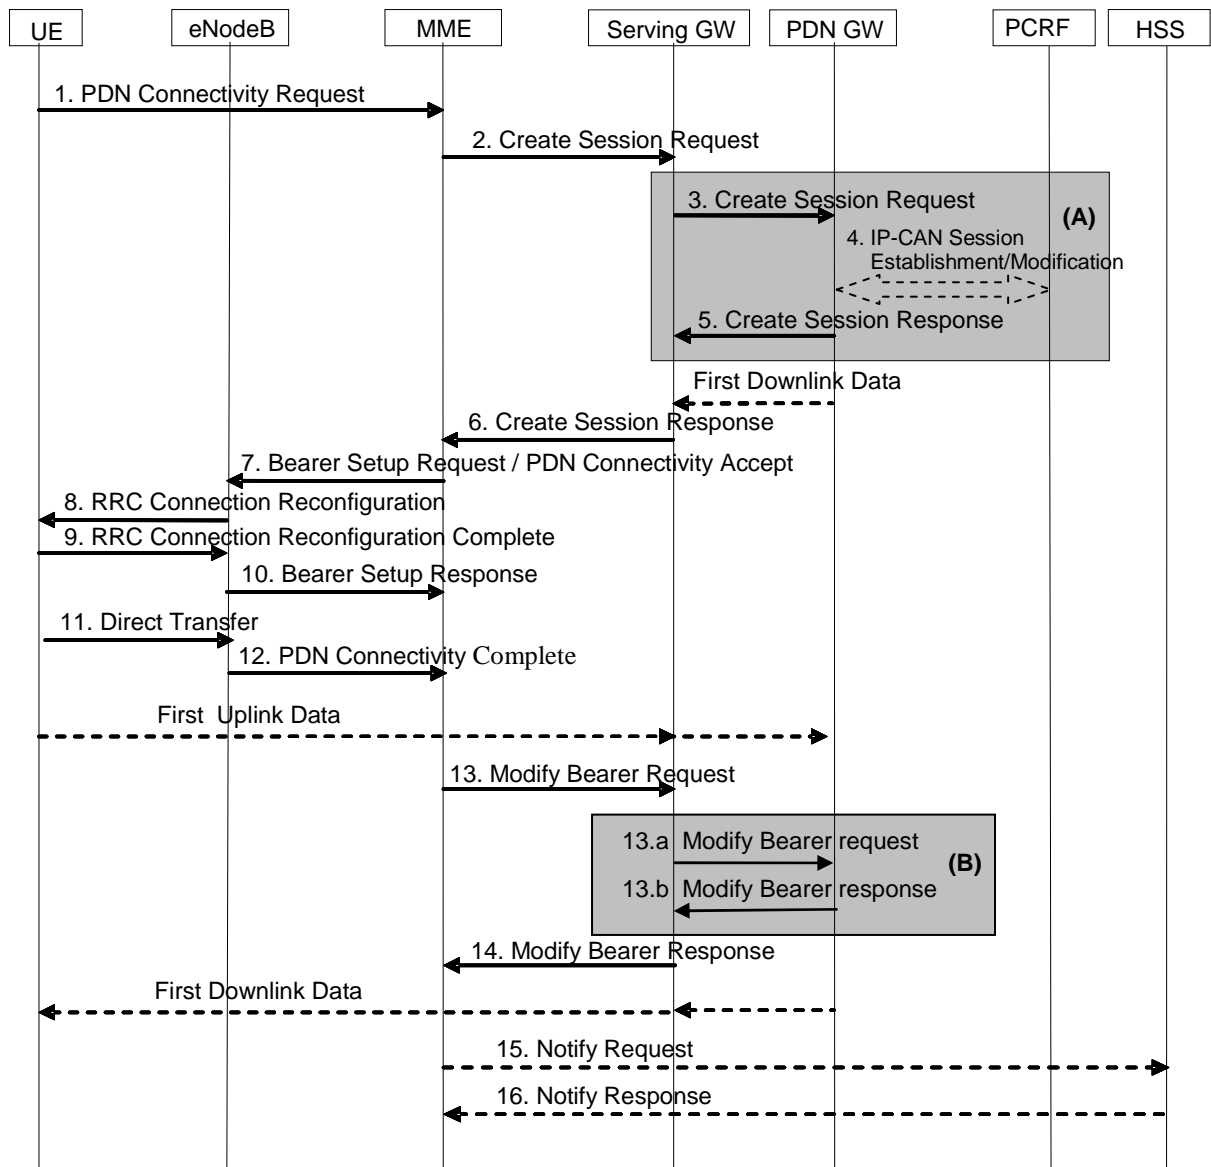 UE eNodeB MME Serving GW PDN GW PCRF HSS
1. PDN Connectivity Request
2. Create Session Request
3. Create Session Request
(A)
4. IP-CAN Session
Establishment/Modification
5. Create Session Response
First Downlink Data
6. Create Session Response
7. Bearer Setup Request / PDN Connectivity Accept
8. RRC Connection Reconfiguration
9. RRC Connection Reconfiguration Complete
10. Bearer Setup Response
11. Direct Transfer
12. PDN Connectivity Complete
First Uplink Data
13. Modify Bearer Request
13.a Modify Bearer request
(B)
13.b Modify Bearer response
14. Modify Bearer Response
First Downlink Data
15. Notify Request
16. Notify Response